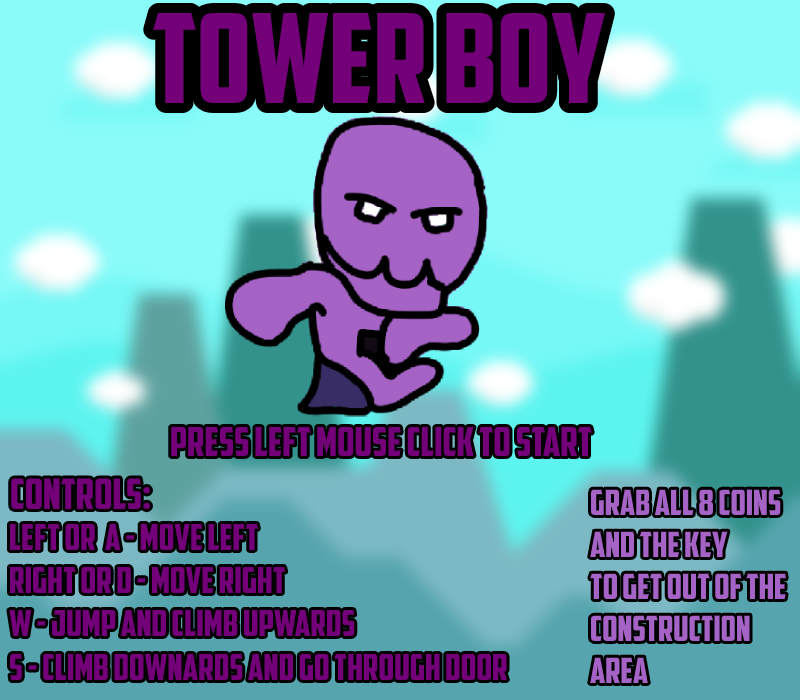 TOWER BOY
PRESS LEFT MOUSE CLICK TO START
CONTROLS:
LEFT OR A - MOVE LEFT
RIGHT OR D - MOVE RIGHT
W - JUMP AND CLIMB UPWARDS
S - CLIMB DOWNARDS AND GO THROUGH DOOR
GRAB ALL 8 COINS
AND THE KEY
TO GET OUT OF THE
CONSTRUCTION
AREA